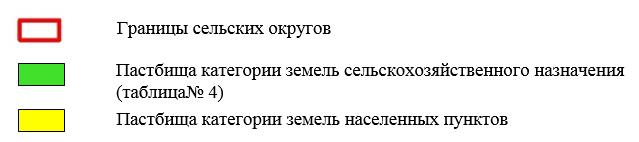 Границы сельских округов
Пастбища категории земель сельскохозяйственного назначения
(таблица№ 4)
Пастбища категории земель населенных пунктов